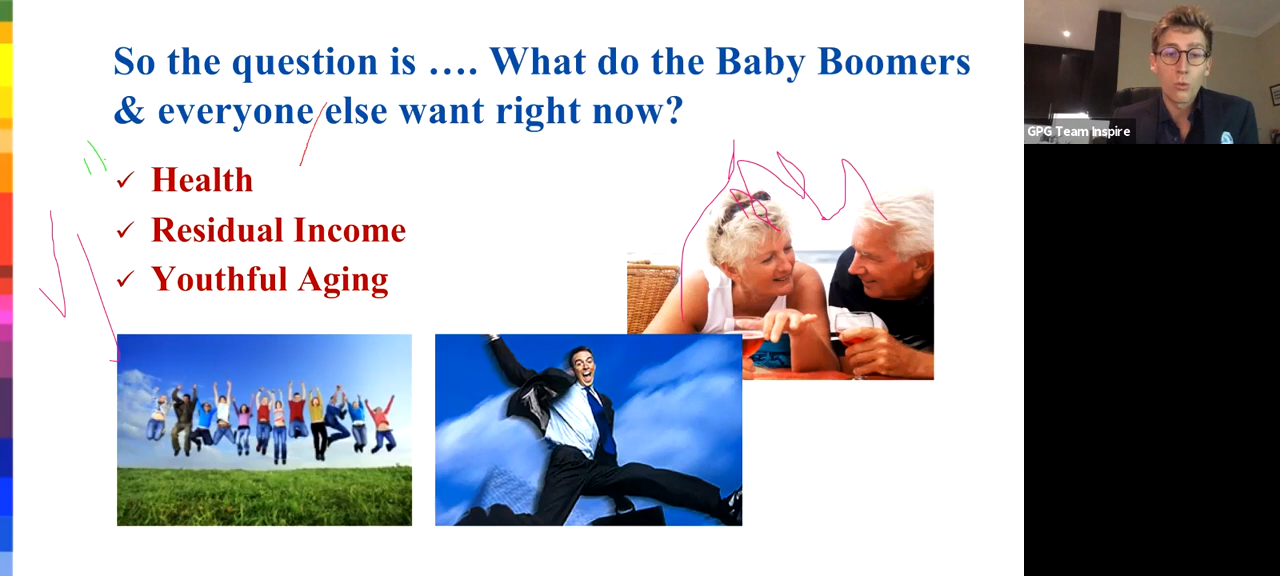 So the question is …. What do the Baby Boomers
& everyone else want right now?
✓ Health
✓ Residual Income
✓ Youthful Aging
GPG Team Inspire